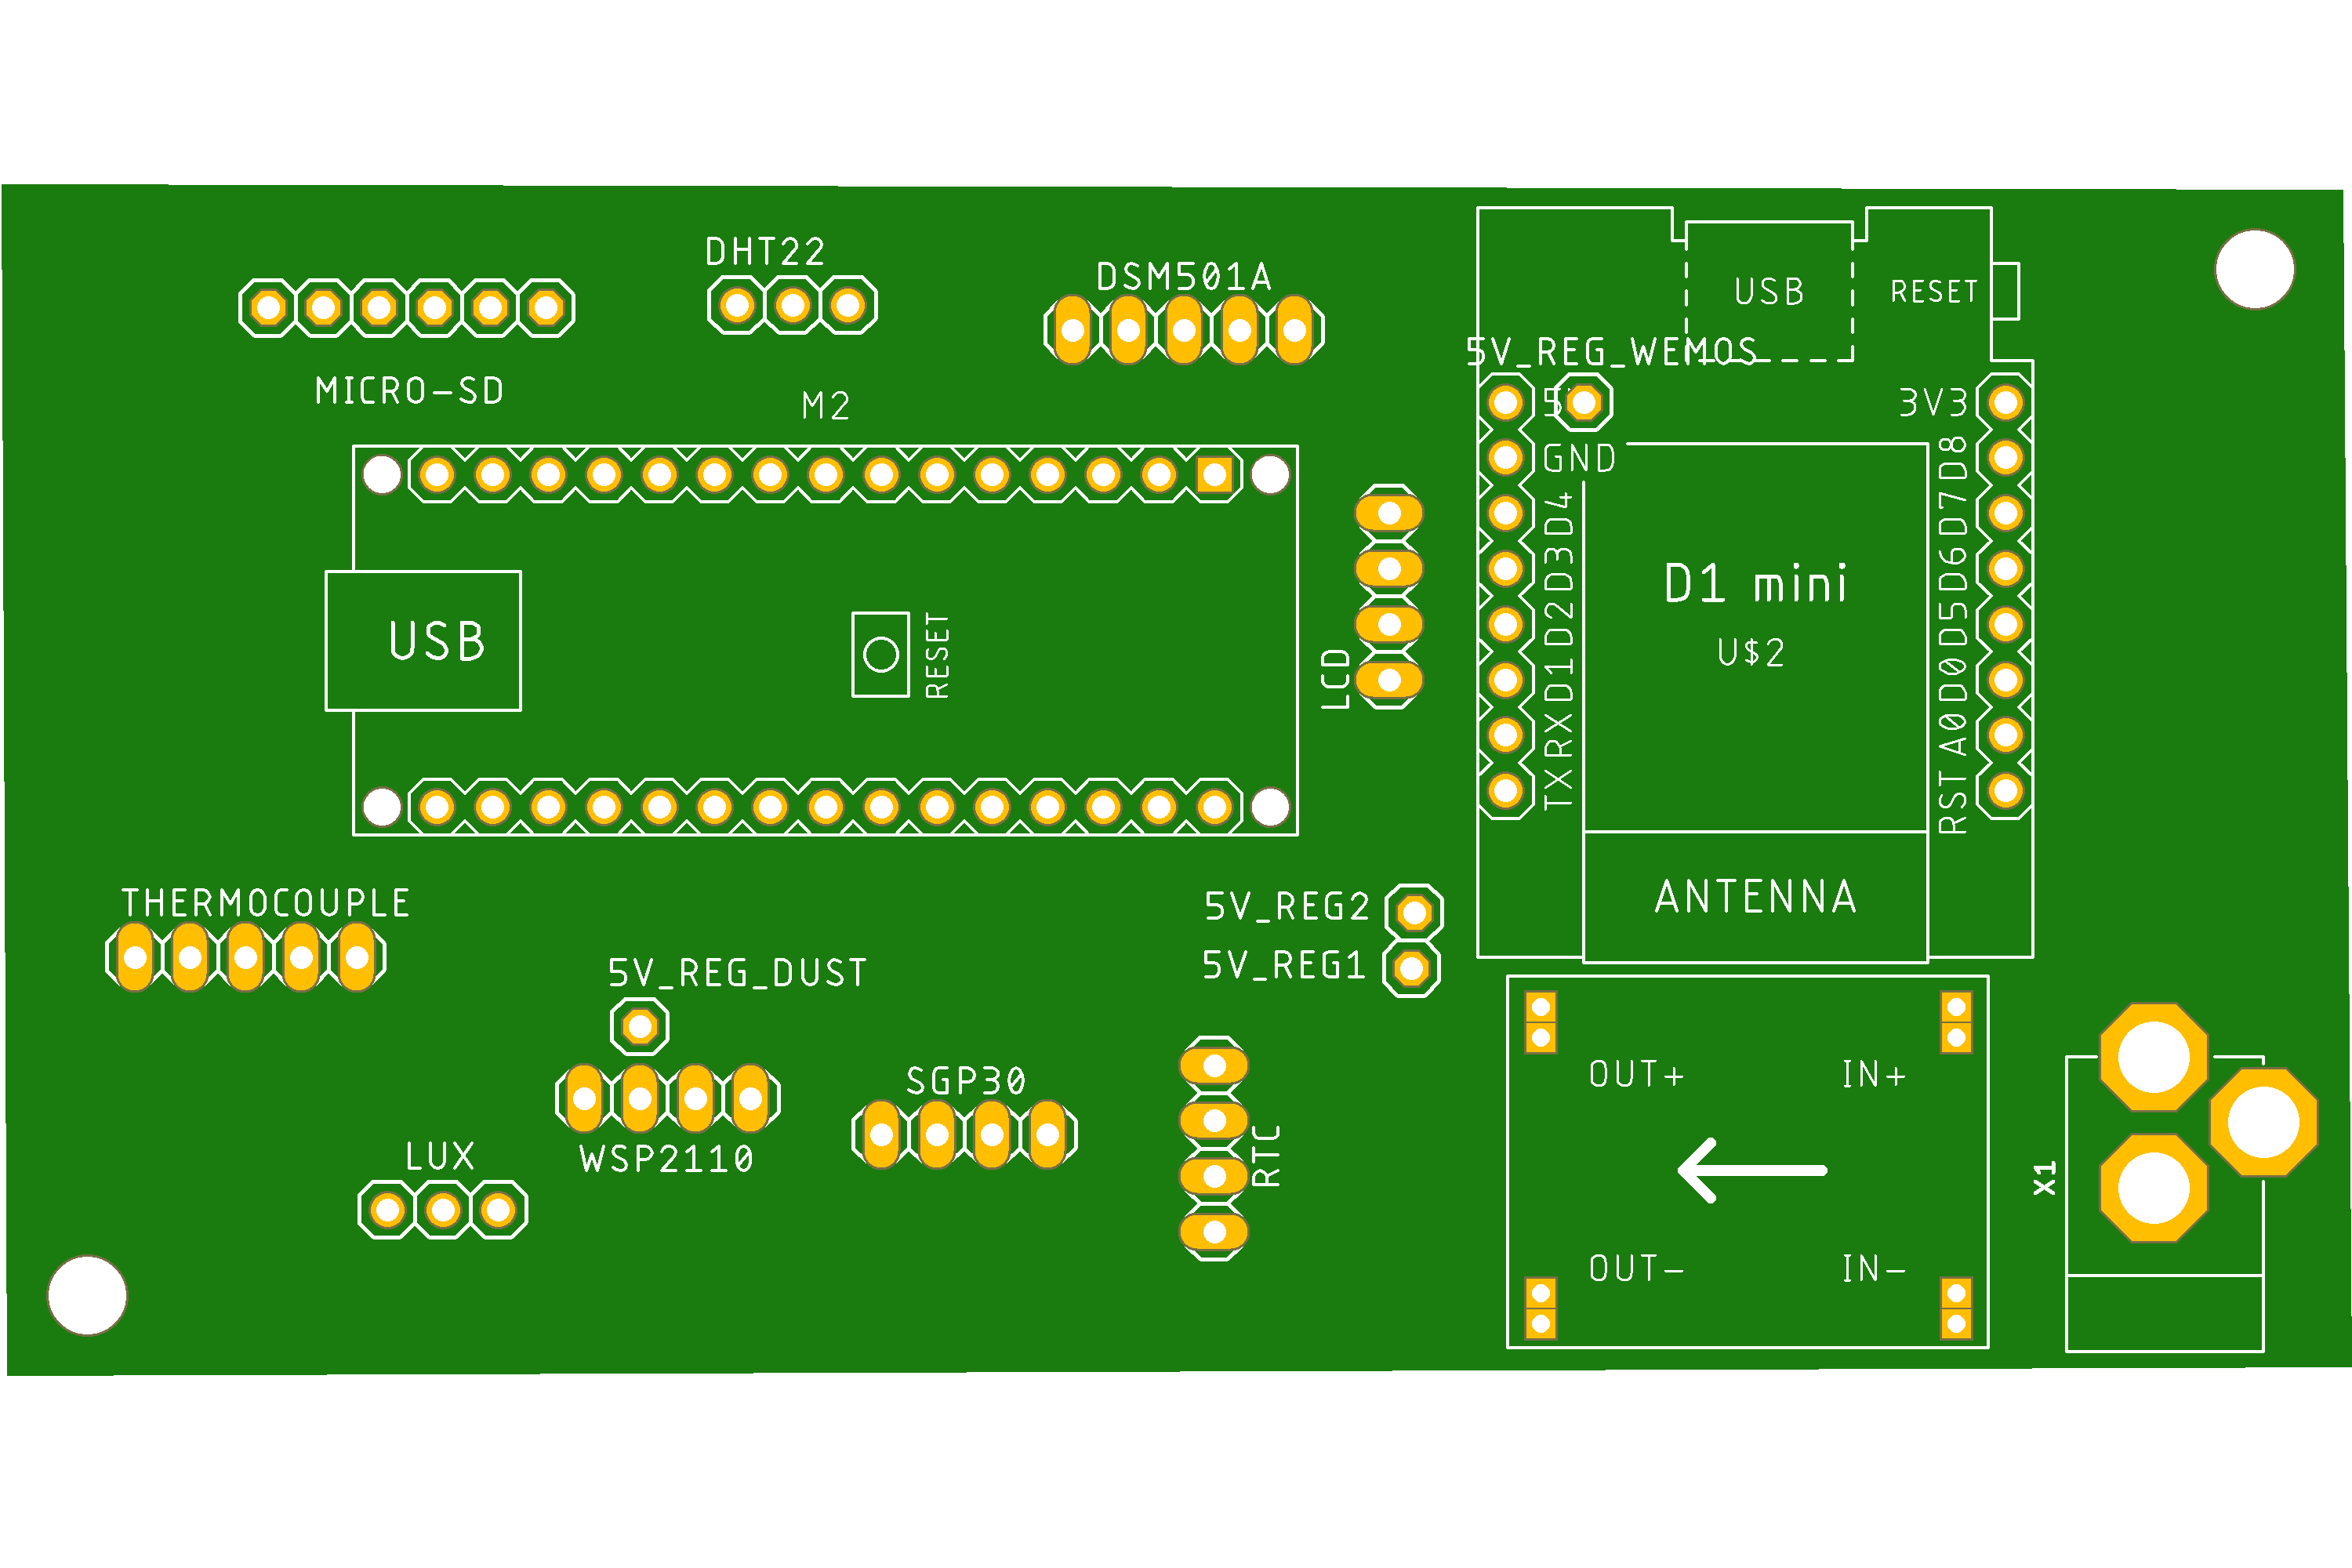 DHT22
DSM501A
USB
RESET
5V_REG_WEMOS
MICRO-SD
M2
3V3
GND
D4
D3
D2
D1
RX
TX
D8
D7
D6
D5
D0
A0
RST
D1 mini
U$2
USB
RESET
LCD
ANTENNA
THERMOCOUPLE
5V_REG2
5V_REG1
5V_REG_DUST
SGP30
OUT+
IN+
LUX
WSP2110
RTC
X1
OUT-
IN-